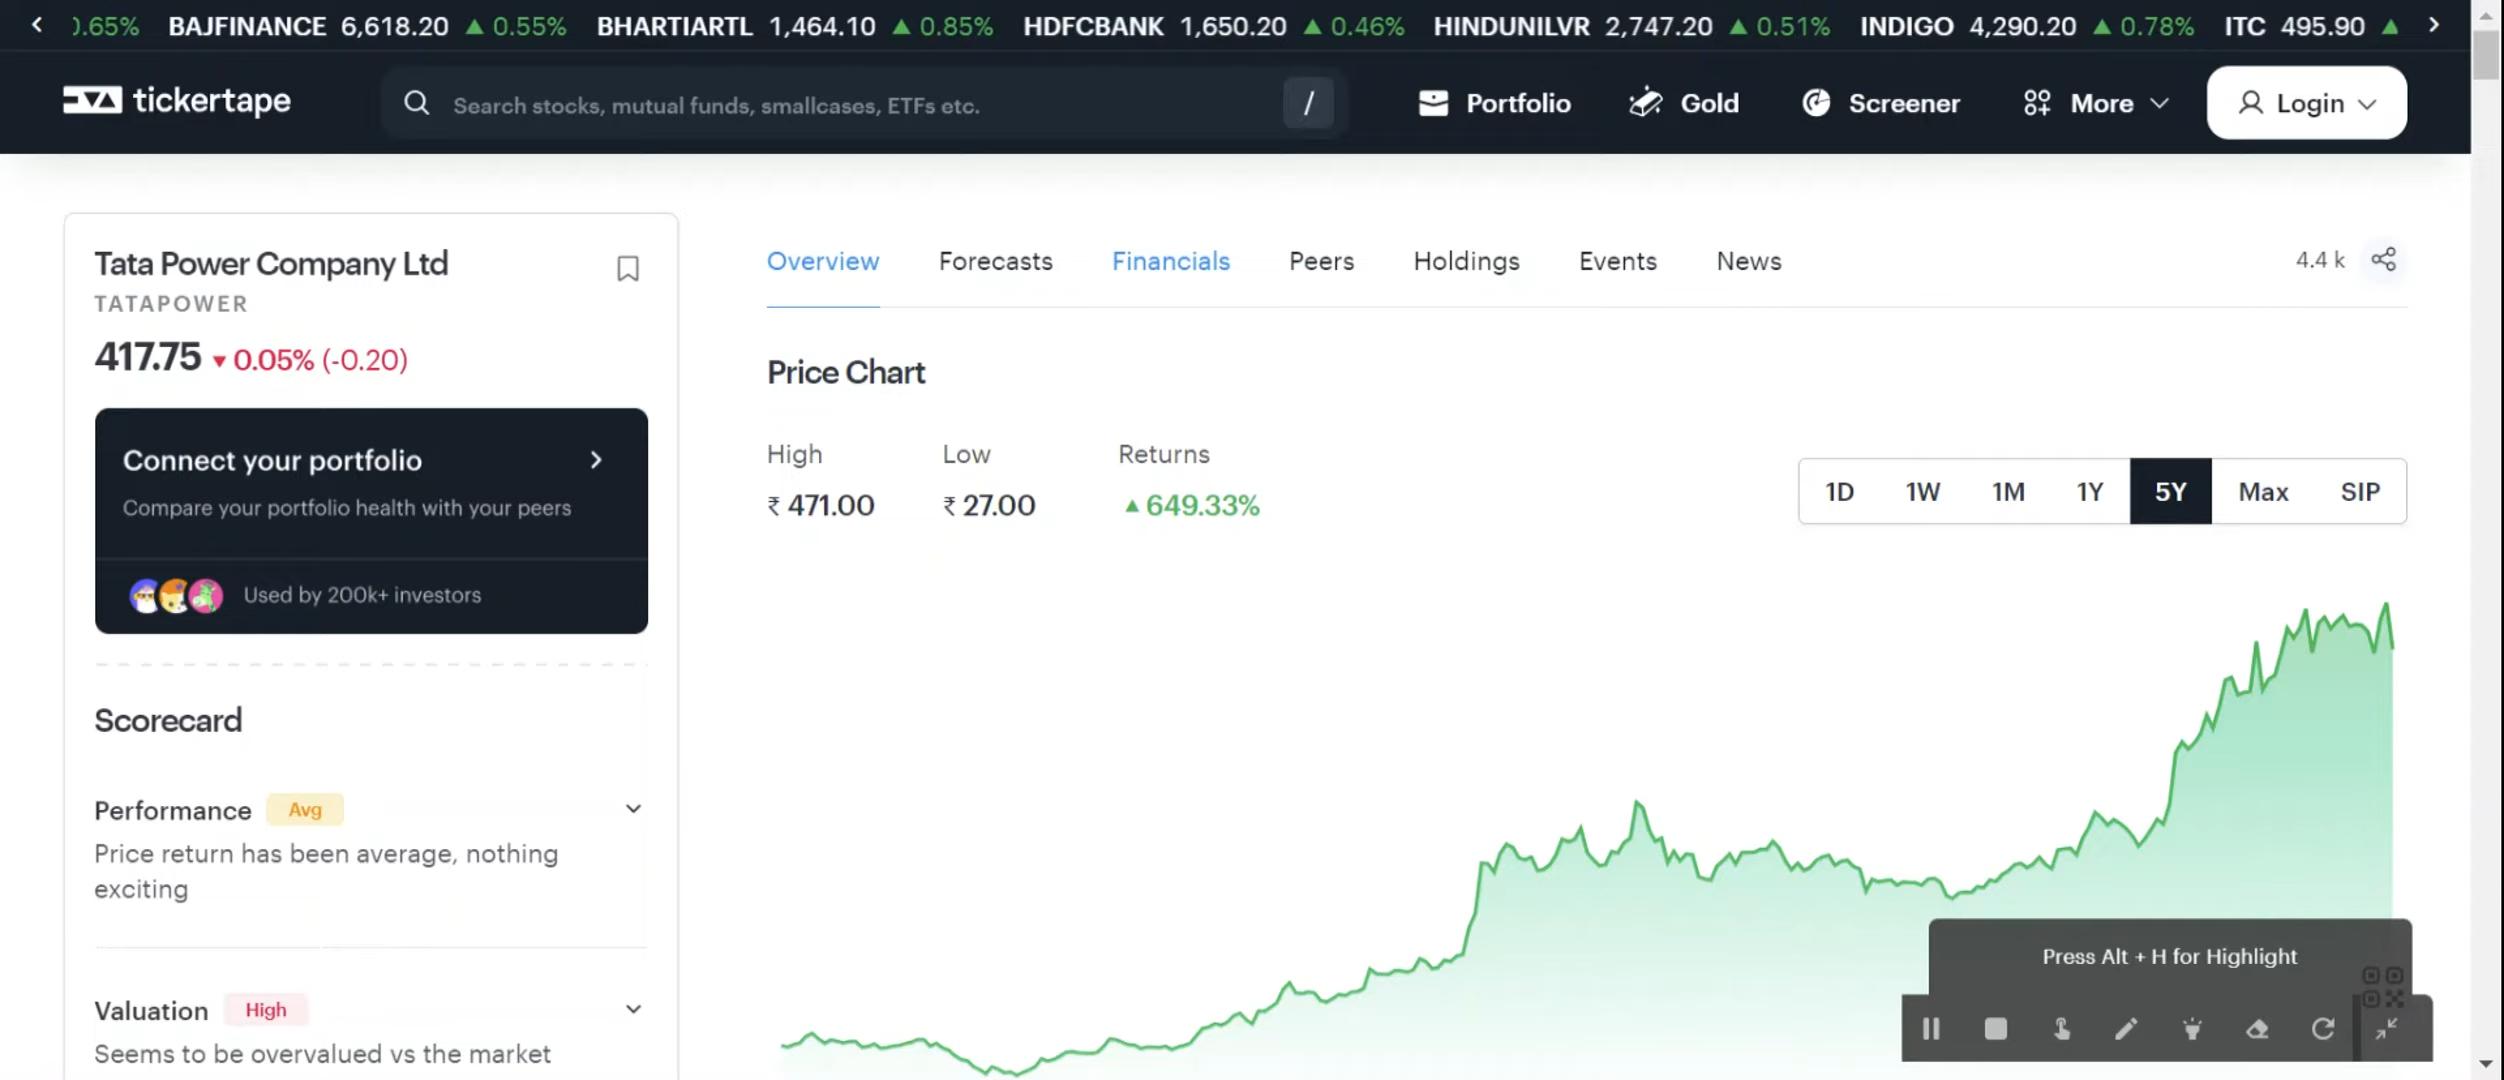 0.65% BAJFINANCE 6,618.20 ▲ 0.55% BHARTIARTL 1,464.10 ▲ 0.85% HDFCBANK 1,650.20 ▲ 0.46% HINDUNILVR 2,747.20 ▲ 0.51% INDIGO 4,290.20 ▲ 0.78% ITC 495.90 ▲
tickertape Search stocks, mutual funds, smallcases, ETFs etc. / Portfolio Gold Screener More Login
Tata Power Company Ltd
TATAPOWER
417.75 ▼ 0.05% (-0.20)
Connect your portfolio
Compare your portfolio health with your peers
Used by 200k+ investors
Scorecard
Performance Avg
Price return has been average, nothing
exciting
Valuation High
Seems to be overvalued vs the market
Overview Forecasts Financials Peers Holdings Events News 4.4 k
Price Chart
High Low Returns
₹ 471.00 ₹ 27.00 ▲ 649.33%
1D 1W 1M 1Y 5Y Max SIP
Press Alt + H for Highlight